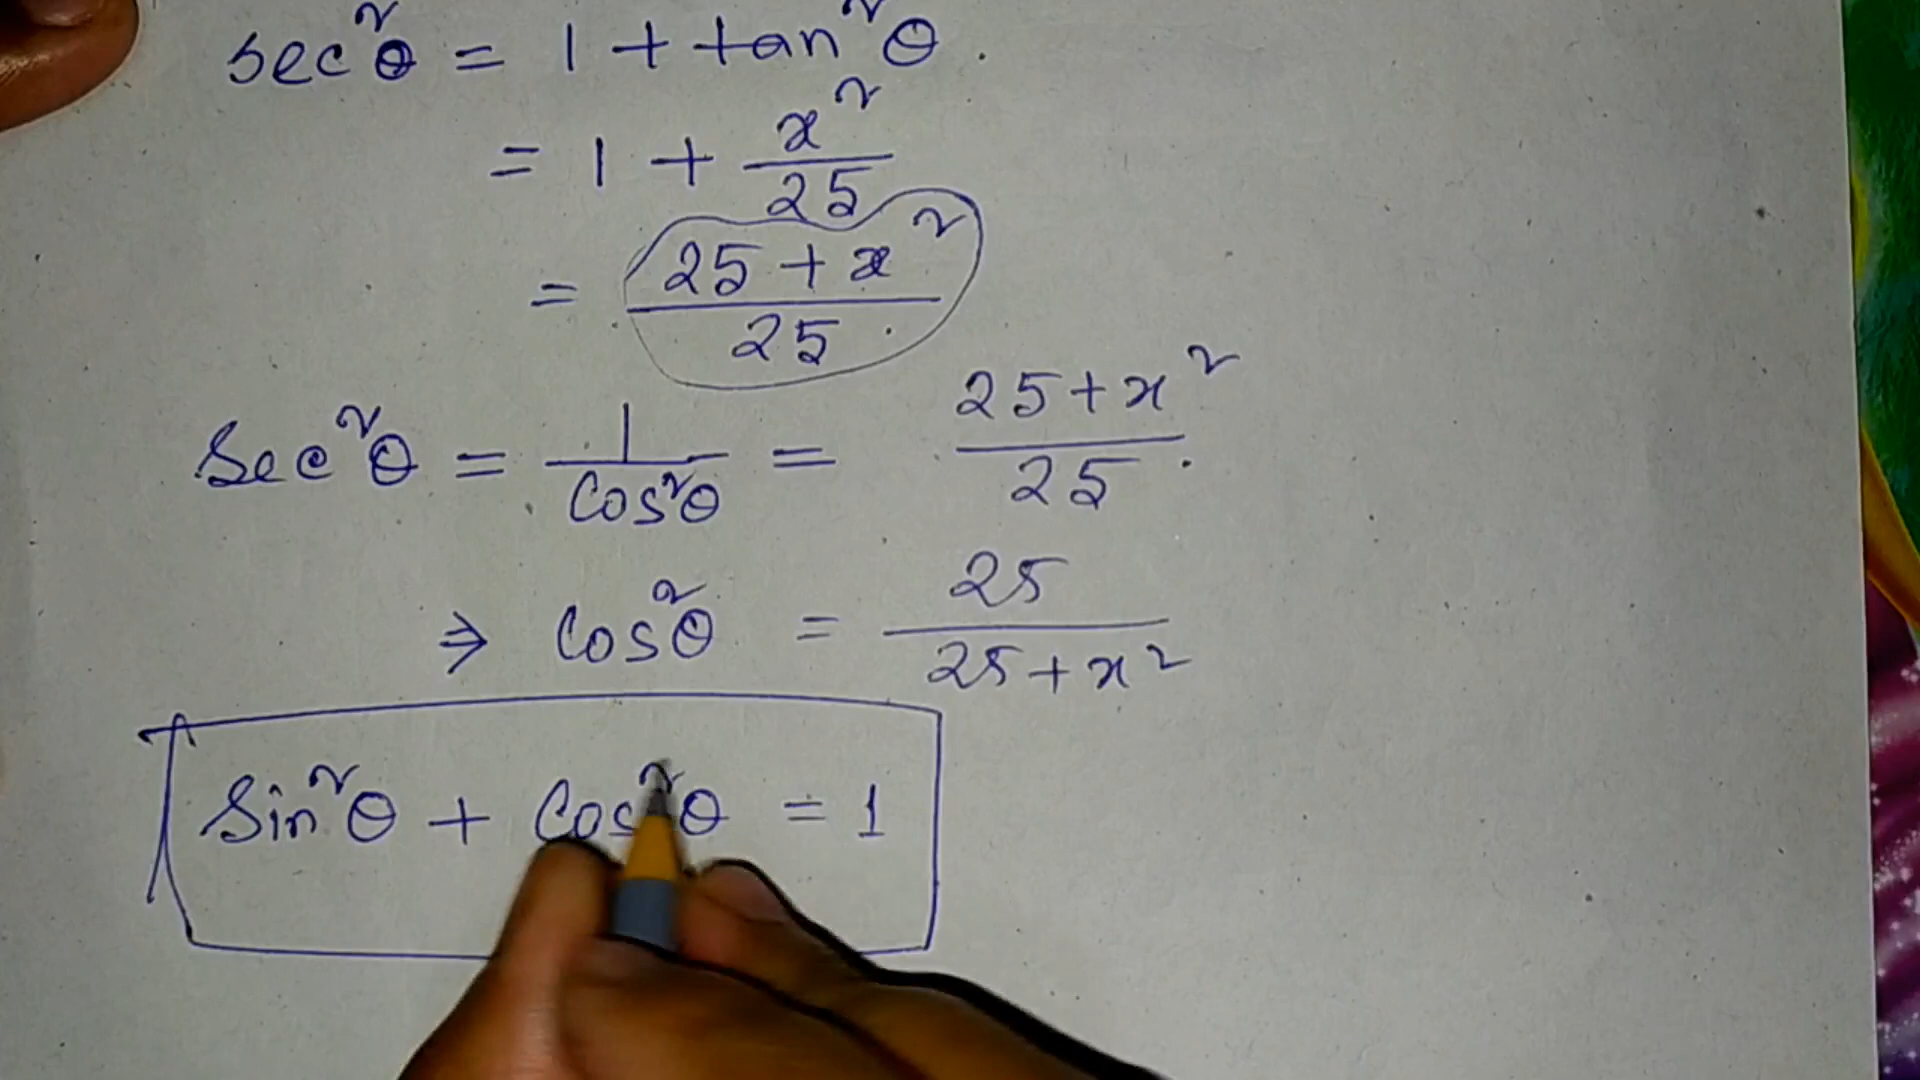 sec²θ = 1 + tan²θ.
= 1 + x²/25
= (25 + x²)/25.
Sec²θ = 1/Cos²θ = (25+x²)/25.
⇒ Cos²θ = 25/(25+x²)
Sin²θ + Cos²θ = 1